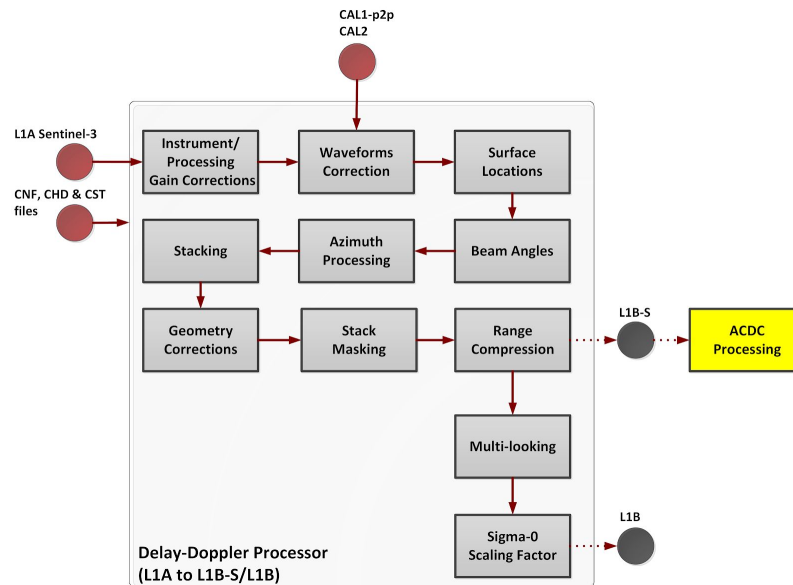 CAL1-p2p
CAL2
L1A Sentinel-3
Instrument/
Processing
Gain Corrections
Waveforms
Correction
Surface
Locations
CNF, CHD & CST
files
Stacking
Azimuth
Processing
Beam Angles
Geometry
Corrections
Stack
Masking
Range
Compression
L1B-S
ACDC
Processing
Multi-looking
Sigma-0
Scaling Factor
L1B
Delay-Doppler Processor
(L1A to L1B-S/L1B)